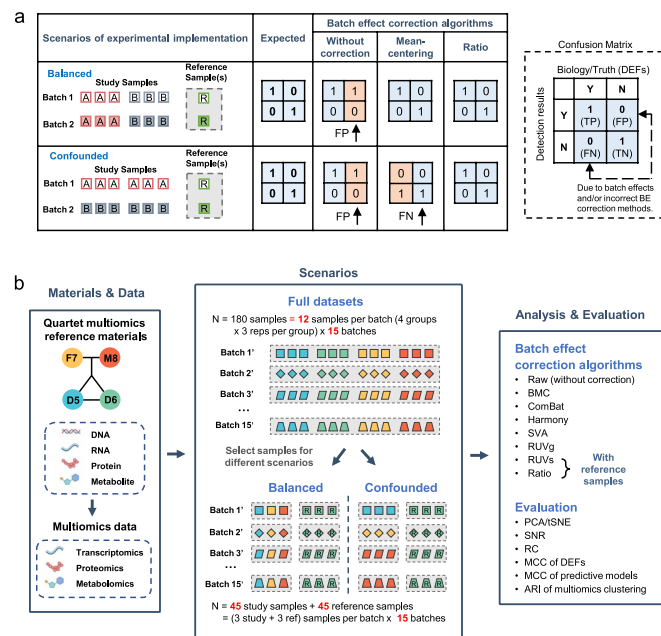 a
Scenarios of experimental implementation
Expected
Batch effect correction algorithms
Without correction
Mean-centering
Ratio
Balanced
Study Samples
Reference Sample(s)
Batch 1 A A A B B B R
Batch 2 A A A B B B R
1 0
0 1
1 1
0 0
1 0
0 1
1 0
0 1
FP
Confounded
Study Samples
Reference Sample(s)
Batch 1 A A A A A A R
Batch 2 B B B B B B R
1 0
0 1
1 1
0 0
0 0
1 1
1 0
0 1
FP
FN
Confusion Matrix
Biology/Truth (DEFs)
Y N
Detection results
Y 1 (TP) 0 (FP)
N 0 (FN) 1 (TN)
Due to batch effects
and/or incorrect BE
correction methods.
b
Materials & Data
Quartet multiomics
reference materials
F7 M8
D5 D6
DNA
RNA
Protein
Metabolite
Multiomics data
Transcriptomics
Proteomics
Metabolomics
Scenarios
Full datasets
N = 180 samples = 12 samples per batch (4 groups
x 3 reps per group) x 15 batches
Batch 1'
Batch 2'
Batch 3'
...
Batch 15'
Select samples for
different scenarios
Balanced
Confounded
Batch 1' R R R R R R
Batch 2' R R R R R R
Batch 3' R R R R R R
...
Batch 15' R R R R R R
N = 45 study samples + 45 reference samples
= (3 study + 3 ref) samples per batch x 15 batches
Analysis & Evaluation
Batch effect
correction algorithms
• Raw (without correction)
• BMC
• ComBat
• Harmony
• SVA
• RUVg
• RUVs
• Ratio
With
reference
samples
Evaluation
• PCA/tSNE
• SNR
• RC
• MCC of DEFs
• MCC of predictive models
• ARI of multiomics clustering